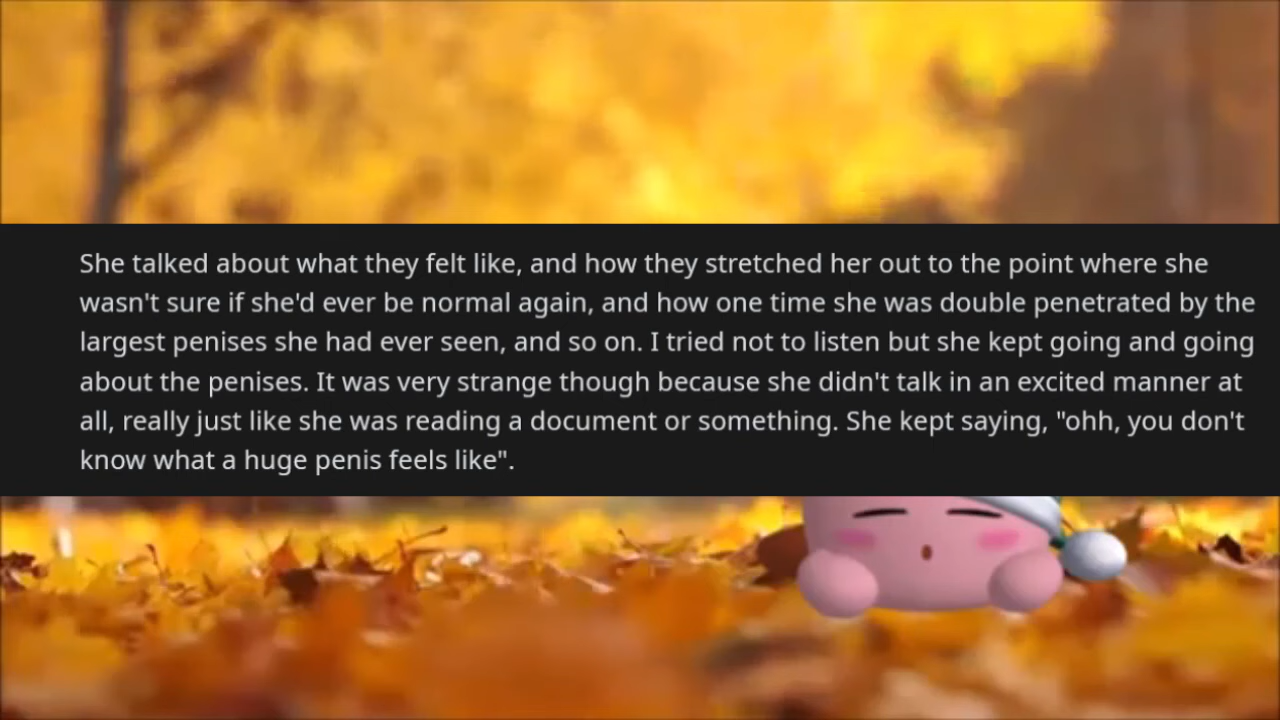 She talked about what they felt like, and how they stretched her out to the point where she
wasn't sure if she'd ever be normal again, and how one time she was double penetrated by the
largest penises she had ever seen, and so on. I tried not to listen but she kept going and going
about the penises. It was very strange though because she didn't talk in an excited manner at
all, really just like she was reading a document or something. She kept saying, "ohh, you don't
know what a huge penis feels like".